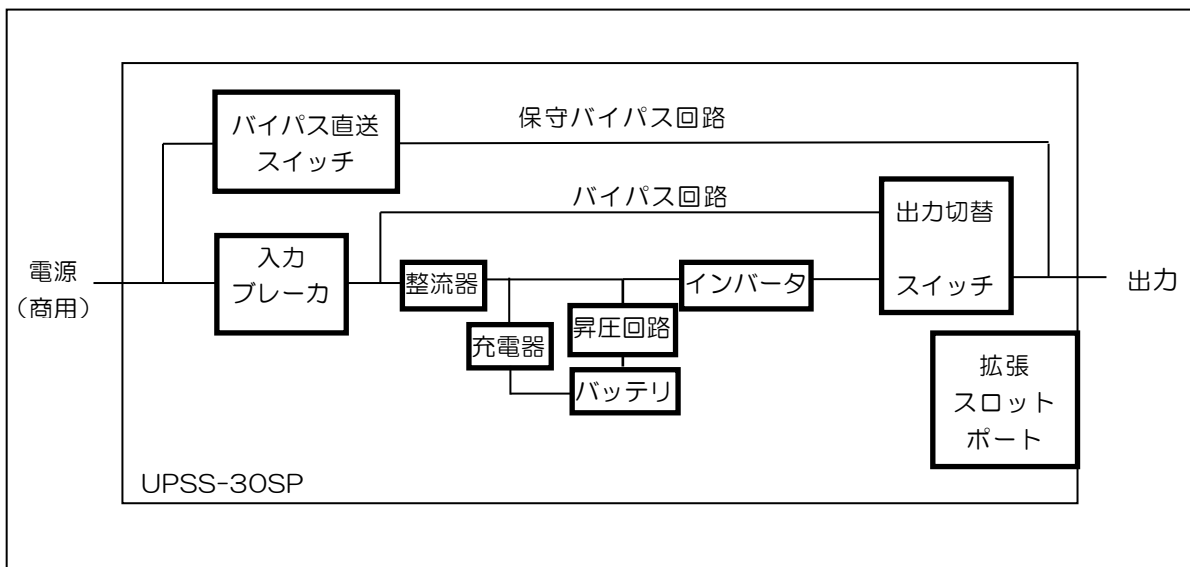 バイパス直送
スイッチ
保守バイパス回路
バイパス回路
出力切替
スイッチ
電源
（商用）
入力
ブレーカ
整流器
インバータ
出力
充電器
昇圧回路
バッテリ
拡張
スロット
ポート
UPSS-30SP